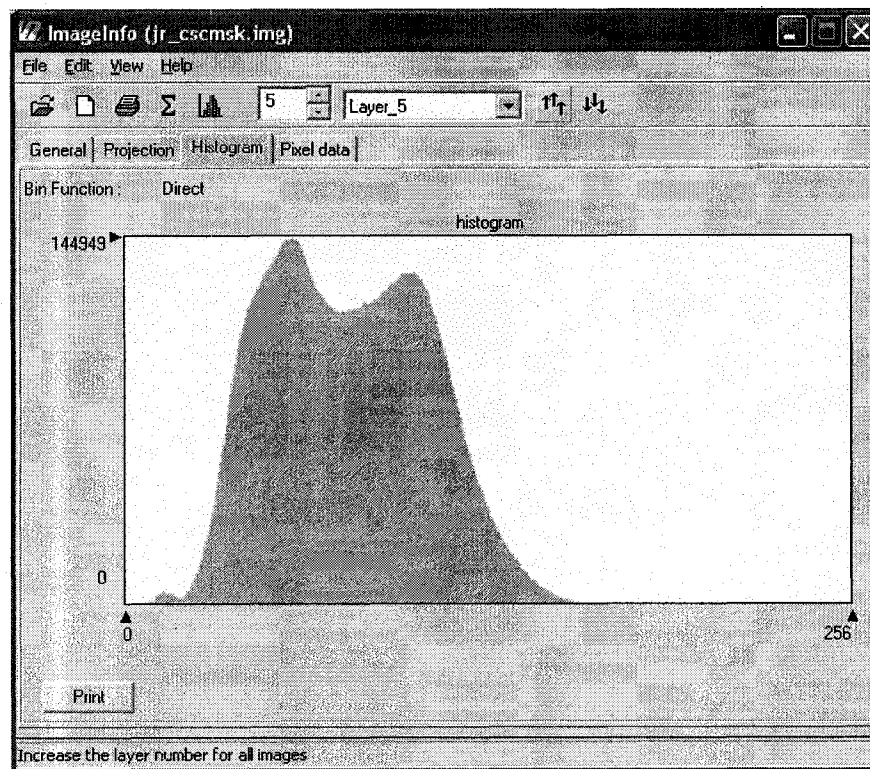 ImageInfo (jr_cscmsk.img)
File Edit View Help
Σ 5 Layer_5
General Projection Histogram Pixel data
Bin Function : Direct
histogram
144949
0
0 256
Print
Increase the layer number for all images